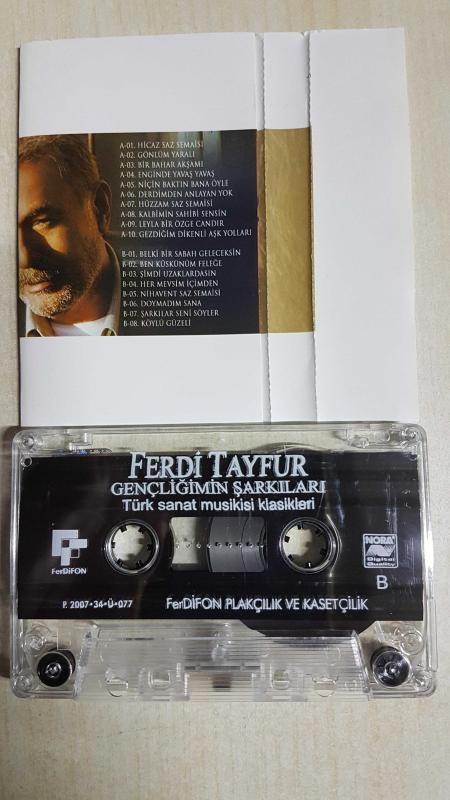 A-01. HİCAZ SAZ SEMAİSİ
A-02. GÖNLÜM YARALI
A-03. BİR BAHAR AKŞAMI
A-04. ENGİNDE YAVAŞ YAVAŞ
A-05. NİÇİN BAKTIN BANA ÖYLE
A-06. DERDİMDEN ANLAYAN YOK
A-07. HÜZZAM SAZ SEMAİSİ
A-08. KALBİMİN SAHİBİ SENSİN
A-09. LEYLA BİR ÖZGE CANDIR
A-10. GEZDİĞİM DİKENLİ AŞK YOLLARI
B-01. BELKİ BİR SABAH GELECEKSİN
B-02. BEN KÜSKÜNÜM FELEĞE
B-03. ŞİMDİ UZAKLARDASIN
B-04. HER MEVSİM İÇİMDEN
B-05. NİHAVENT SAZ SEMAİSİ
B-06. DOYMADIM SANA
B-07. ŞARKILAR SENİ SÖYLER
B-08. KÖYLÜ GÜZELİ
FERDİ TAYFUR
GENÇLİĞİMİN ŞARKILARI
Türk sanat musikisi klasikleri
FerDİFON
NORA
Digital
Quality
B
P. 2007•34•Ü•077
FerDİFON PLAKÇILIK VE KASETÇİLİK